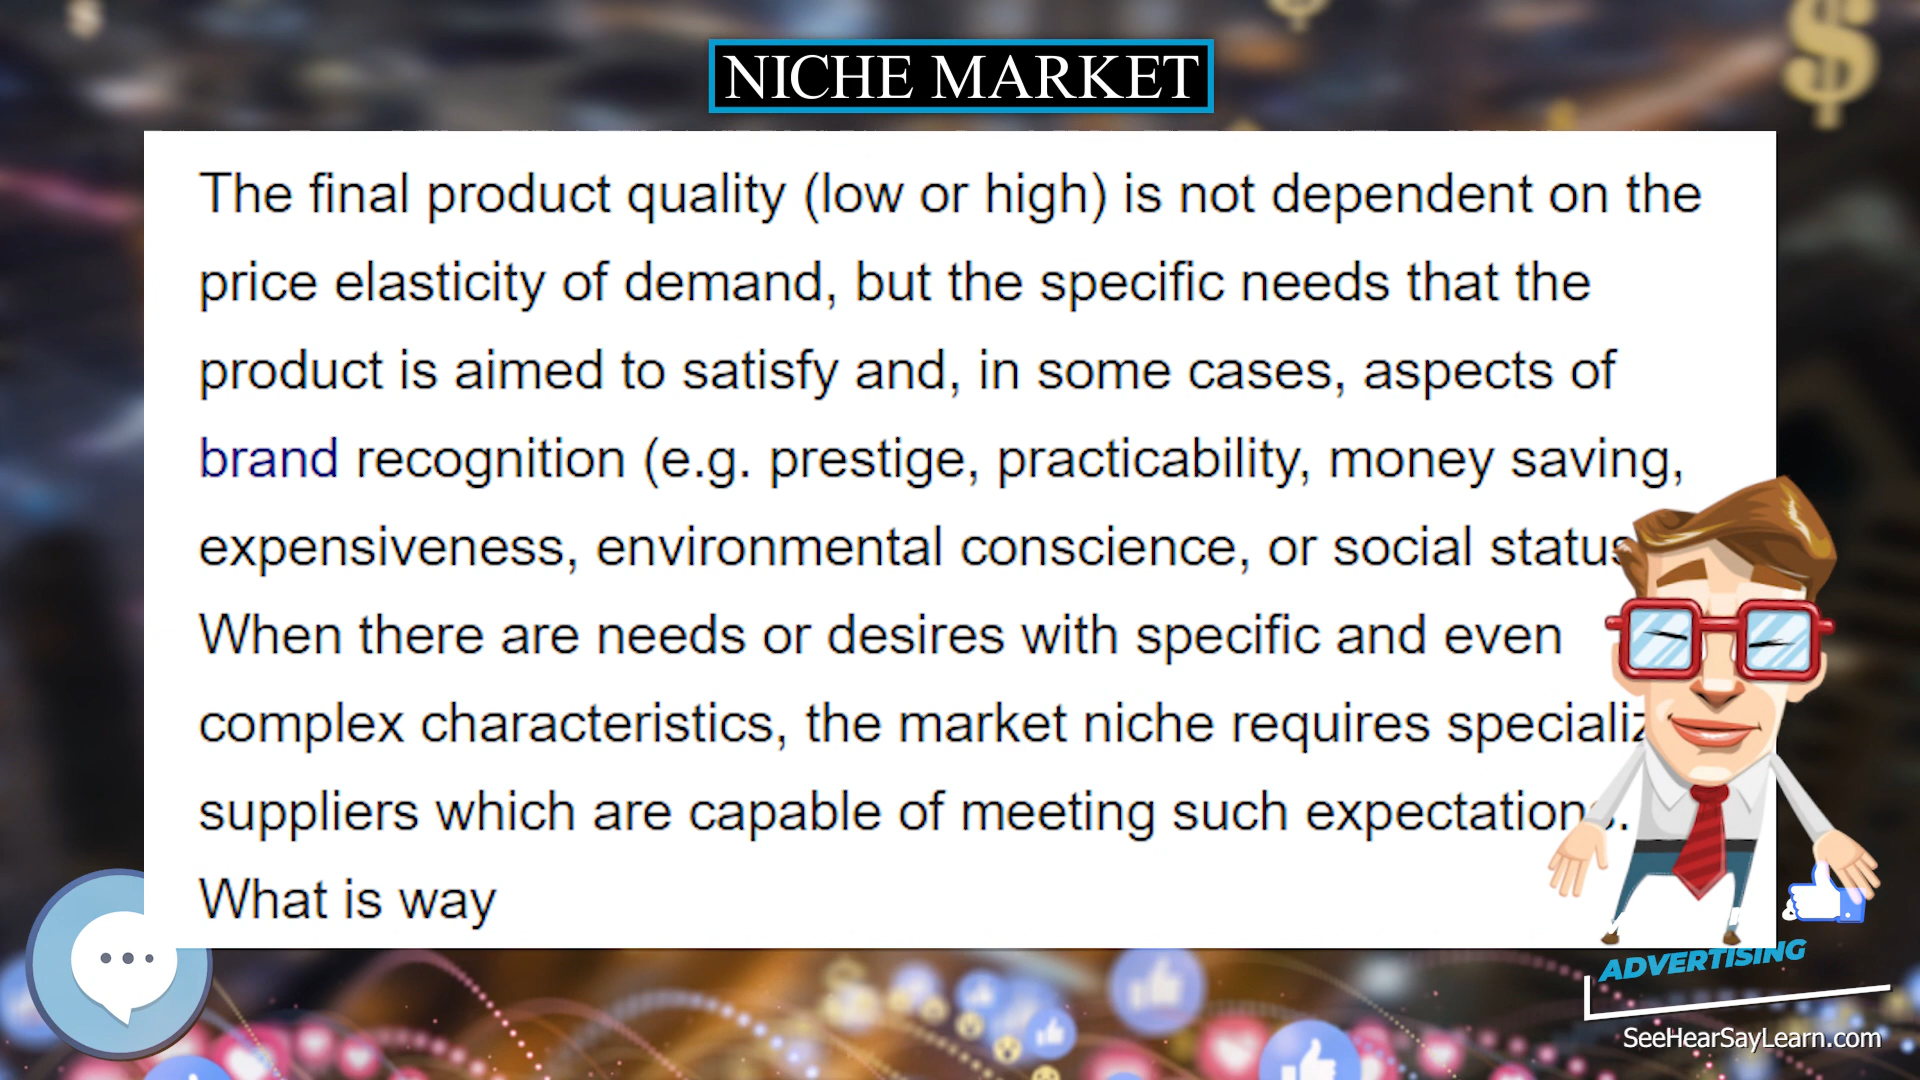 NICHE MARKET
The final product quality (low or high) is not dependent on the
price elasticity of demand, but the specific needs that the
product is aimed to satisfy and, in some cases, aspects of
brand recognition (e.g. prestige, practicability, money saving,
expensiveness, environmental conscience, or social status
When there are needs or desires with specific and even
complex characteristics, the market niche requires
suppliers which are capable of meeting such expectations.
What is way
ADVERTISING
SeeHearSayLearn.com